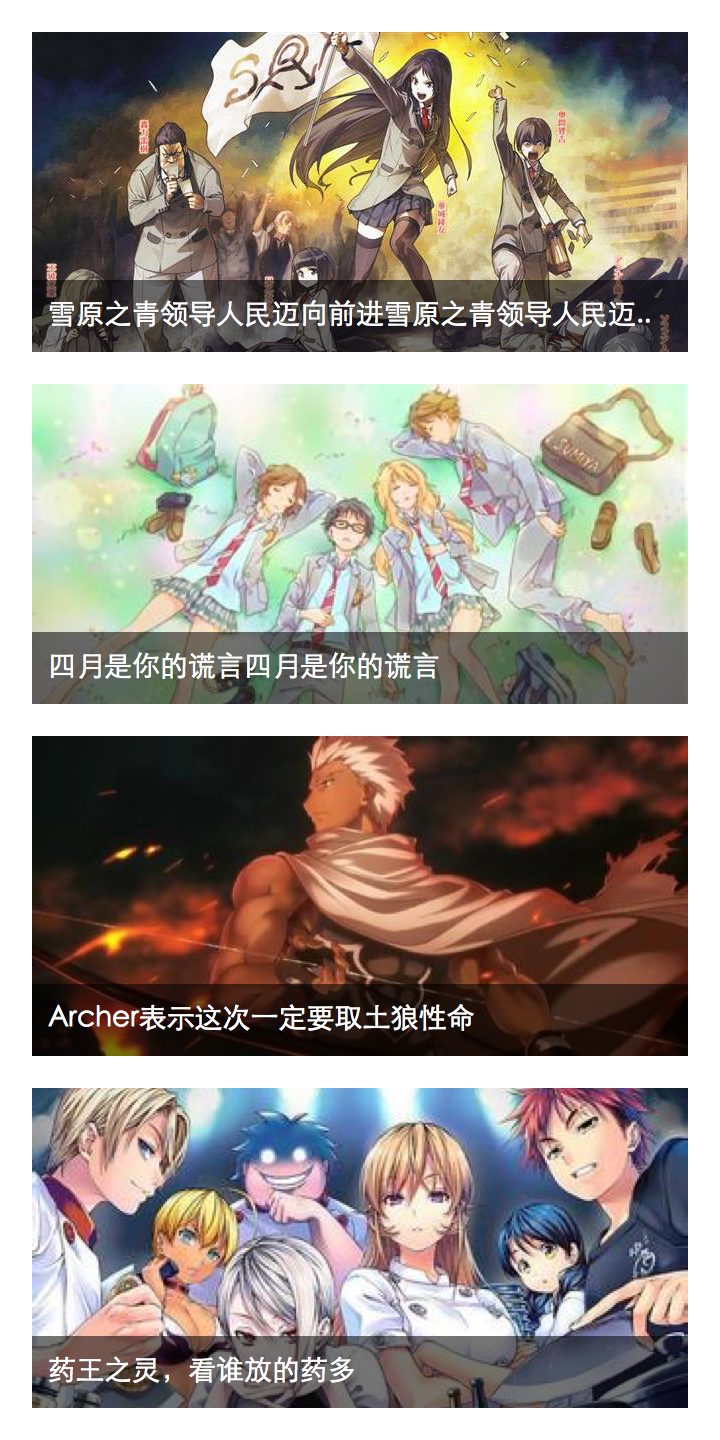 SOX
雪原之青领导人民迈向前进雪原之青领导人民迈..
SUMIYA
四月是你的谎言四月是你的谎言
Archer表示这次一定要取土狼性命
药王之灵，看谁放的药多